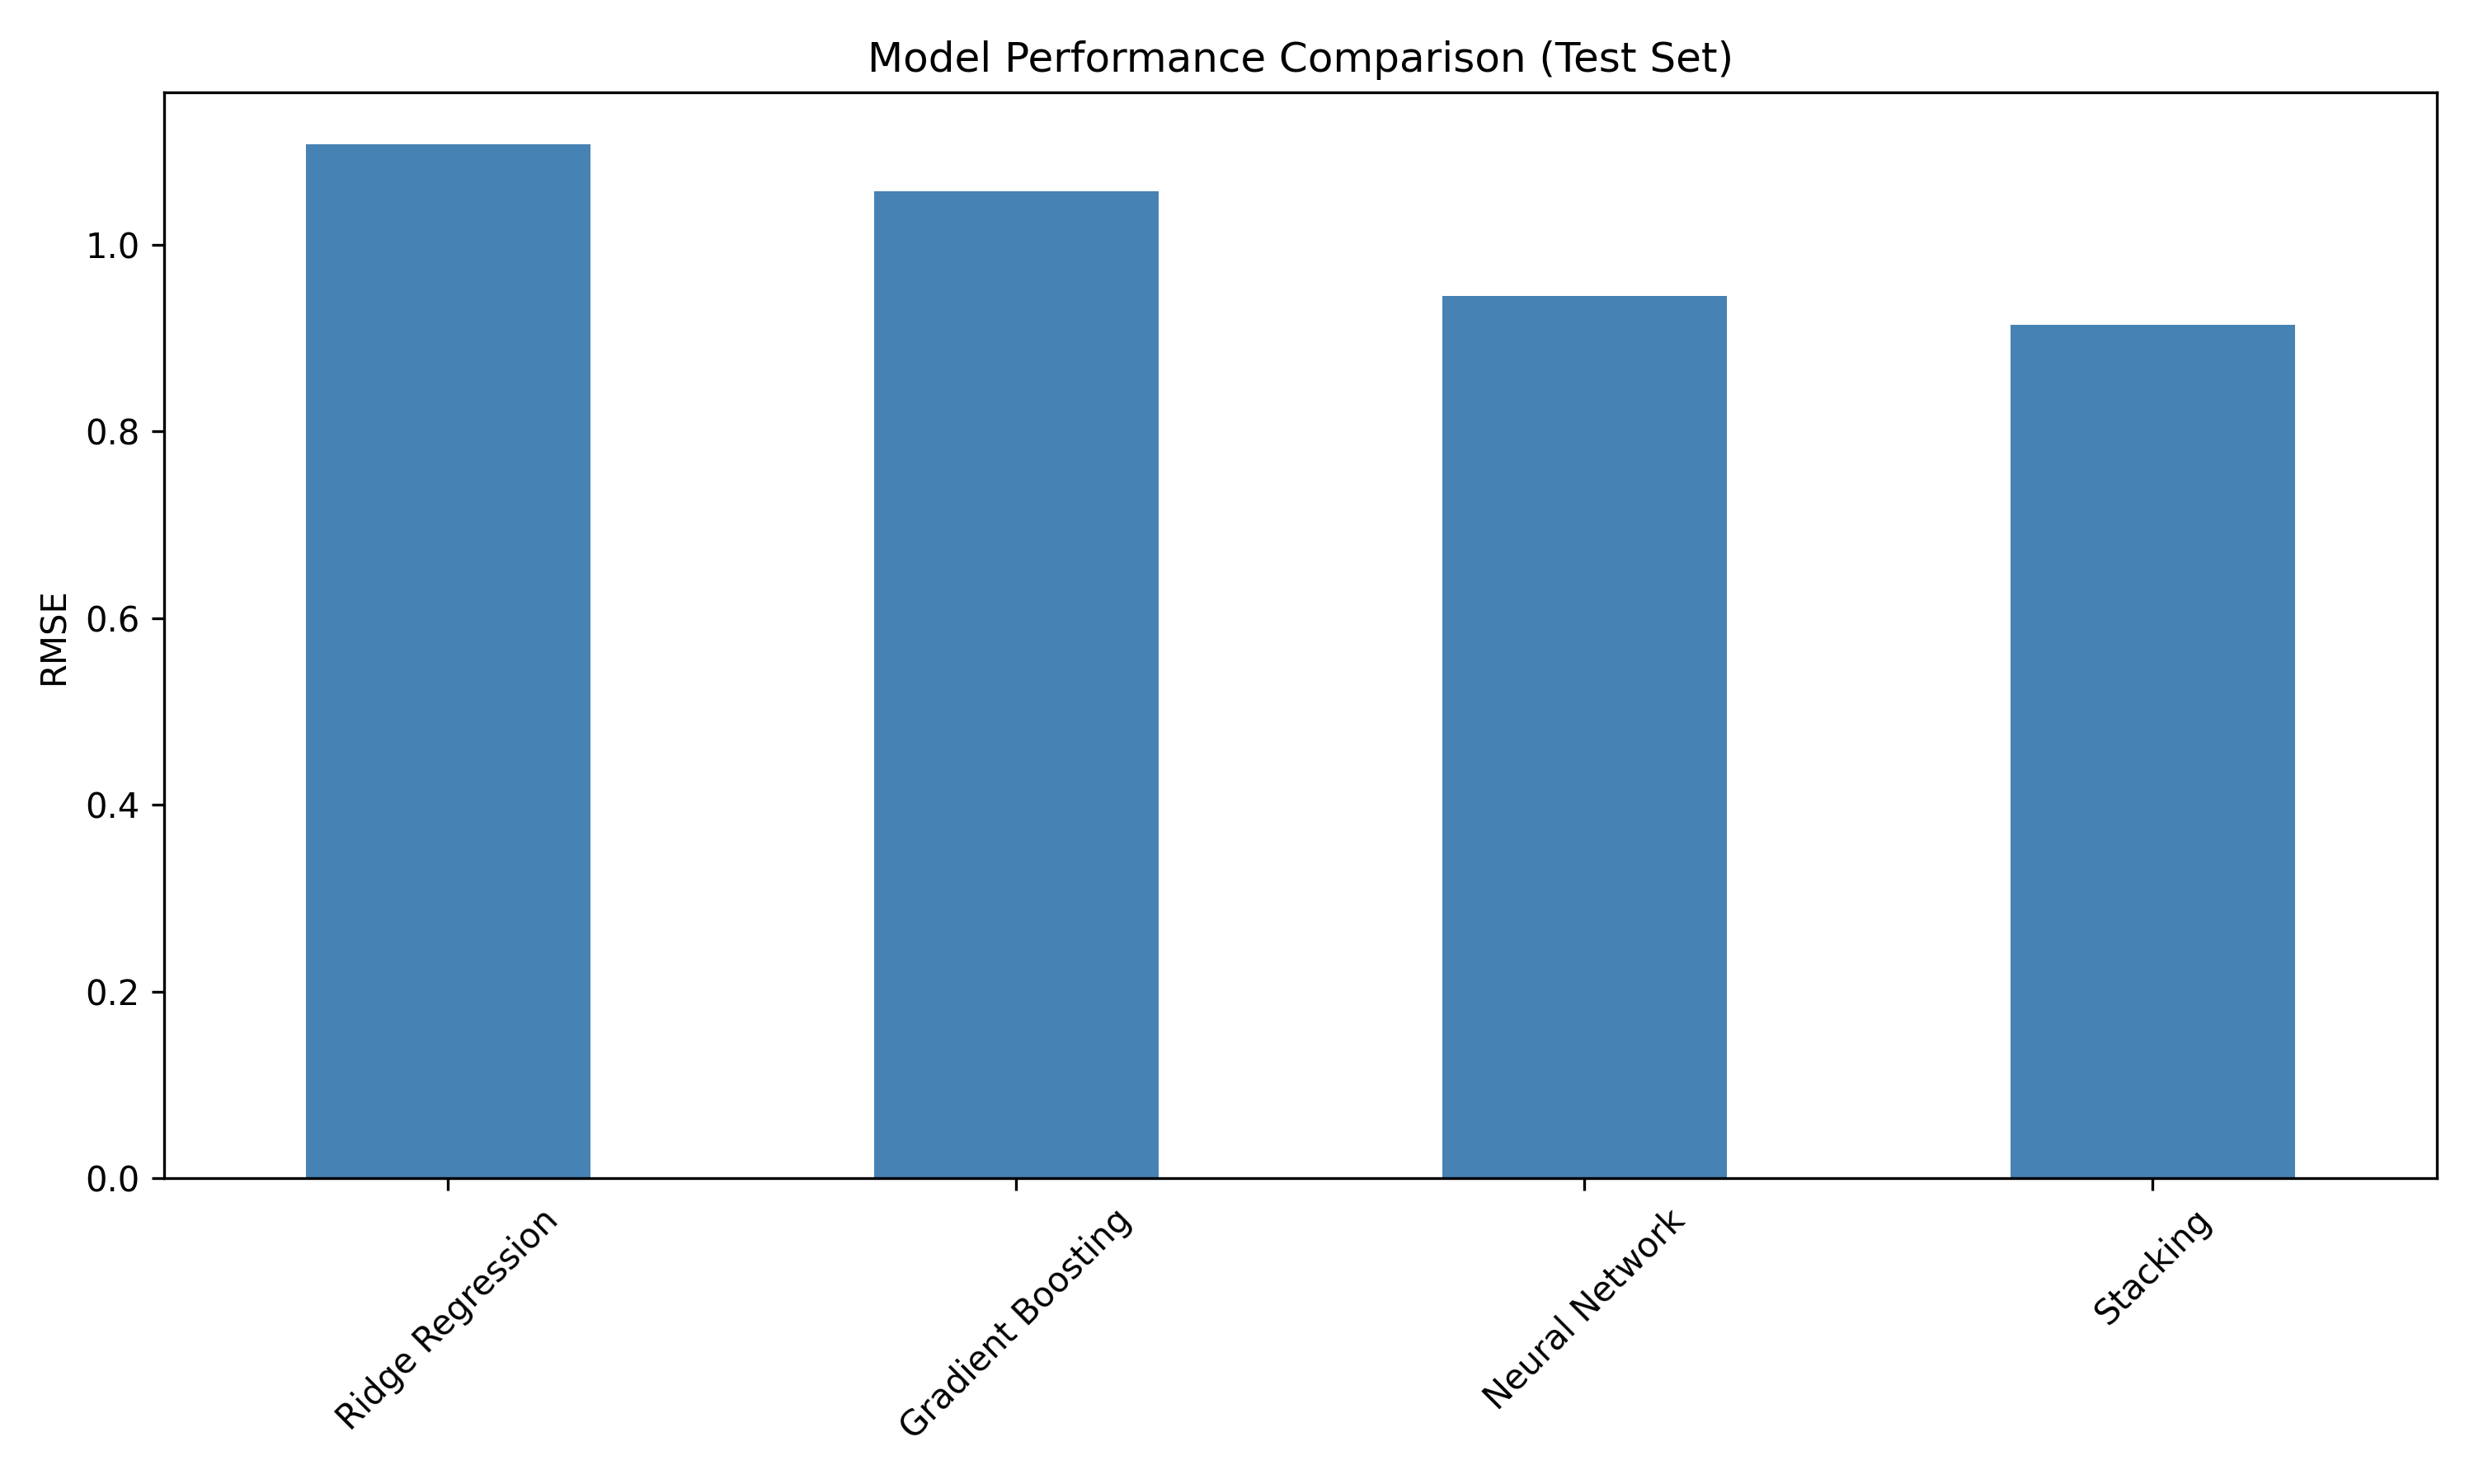 Model Performance Comparison (Test Set)
RMSE
1.0
0.8
0.6
0.4
0.2
0.0
Ridge Regression
Gradient Boosting
Neural Network
Stacking